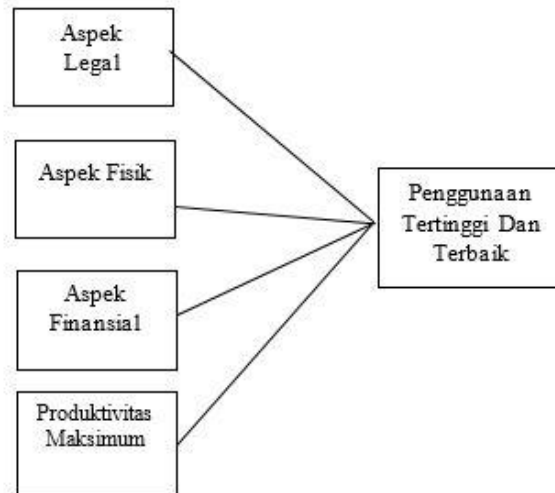 Aspek
Legal
Aspek Fisik
Aspek
Finansial
Produktivitas
Maksimum
Penggunaan
Tertinggi Dan
Terbaik